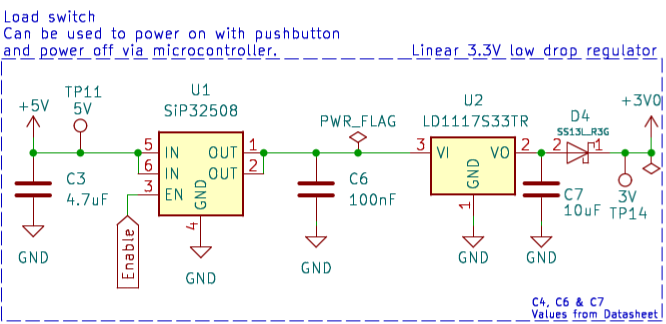 Load switch
Can be used to power on with pushbutton
and power off via microcontroller.
Linear 3.3V low drop regulator
+5V
TP11
5V
U1
SiP32508
PWR_FLAG
U2
LD1117S33TR
D4
SS13L_R3G
+3V0
5
IN
OUT
1
6
IN
OUT
2
3
EN
GND
4
3
VI
VO
2
GND
1
2
1
C3
4.7uF
C6
100nF
C7
10uF
3V
TP14
Enable
GND
GND
GND
GND
GND
C4, C6 & C7
Values from Datasheet